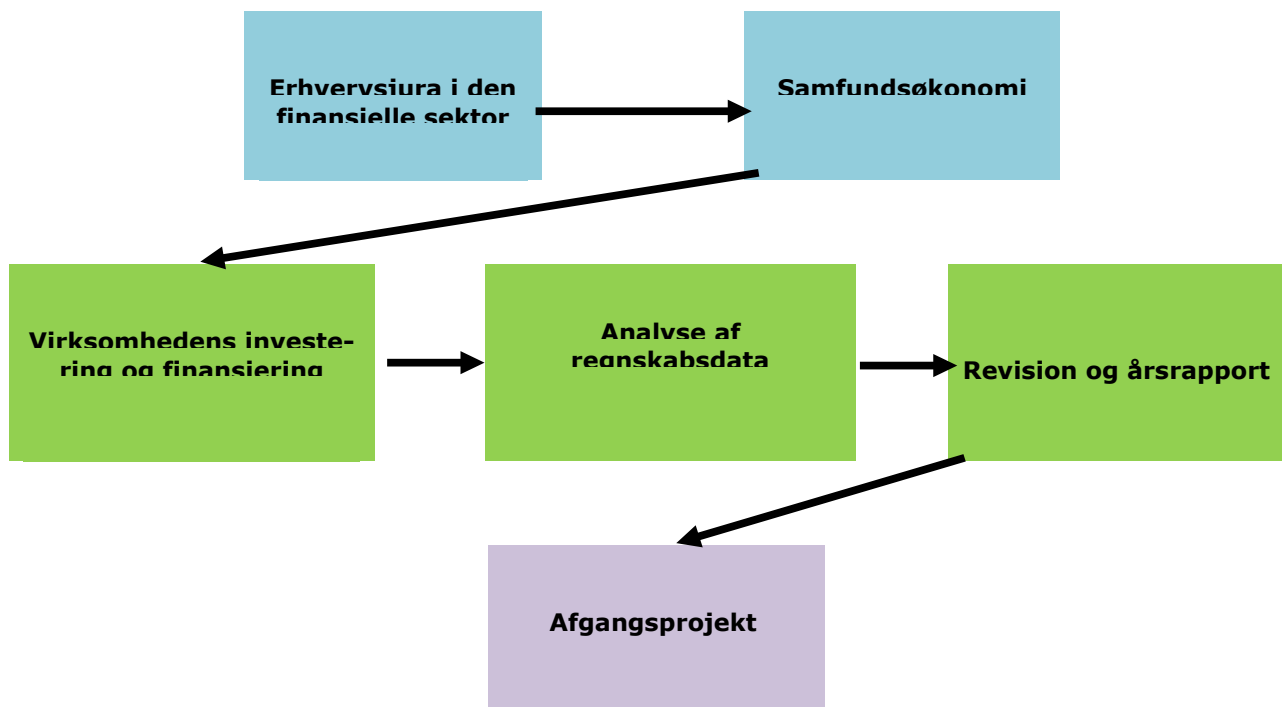 Erhvervsjura i den
finansielle sektor
Samfundsøkonomi
Virksomhedens investe-
ring og finansiering
Analyse af
regnskabsdata
Revision og årsrapport
Afgangsprojekt